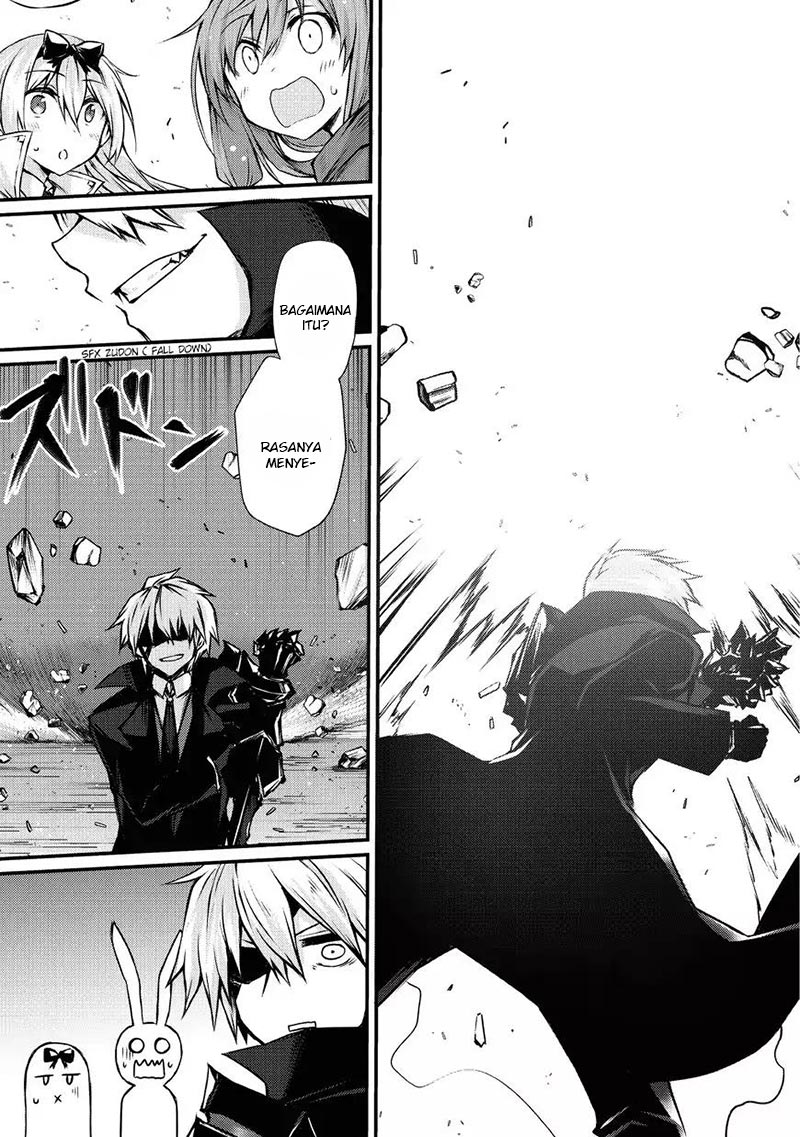 BAGAIMANA
ITU?
RASANYA
MENYE-
SFX ZUDON ( FALL DOWN)
ズドン